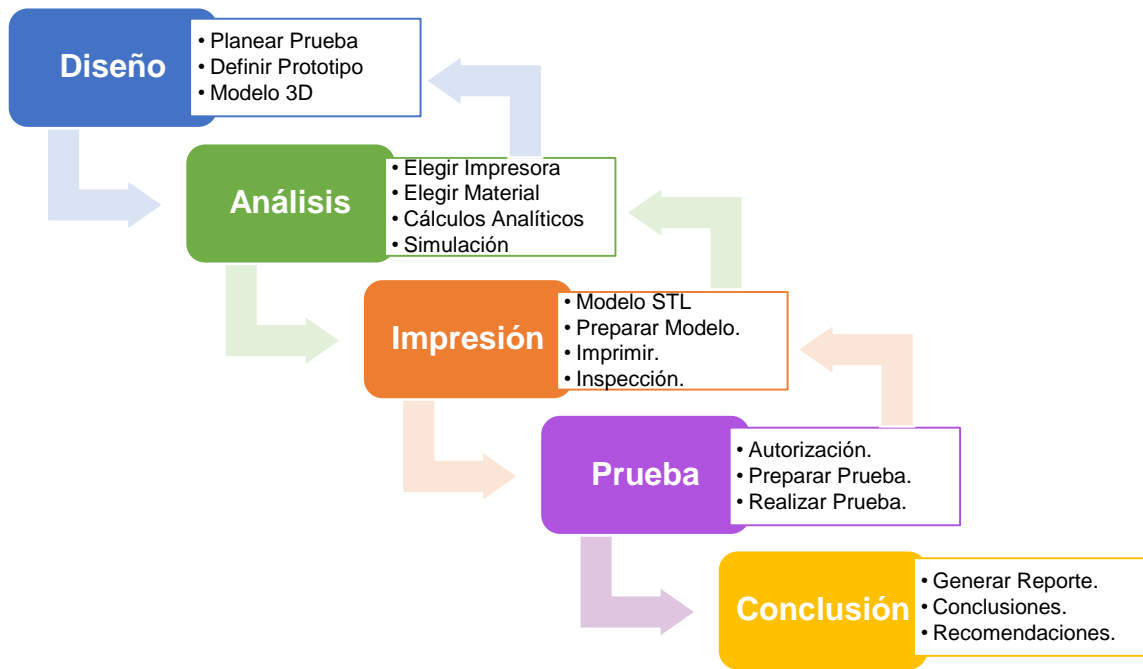 Diseño
• Planear Prueba
• Definir Prototipo
• Modelo 3D
Análisis
• Elegir Impresora
• Elegir Material
• Cálculos Analíticos
• Simulación
Impresión
• Modelo STL
• Preparar Modelo.
• Imprimir.
• Inspección.
Prueba
• Autorización.
• Preparar Prueba.
• Realizar Prueba.
Conclusión
• Generar Reporte.
• Conclusiones.
• Recomendaciones.